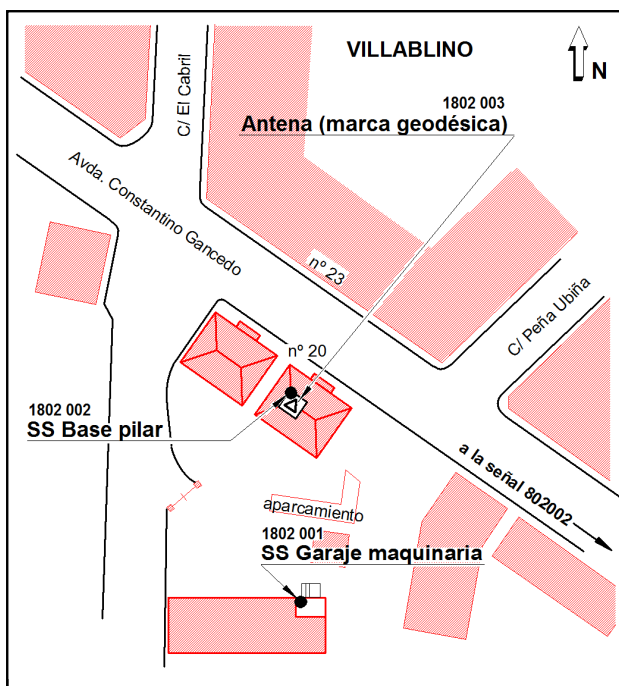 VILLABLINO
N
C/ El Cabril
1802 003
Antena (marca geodésica)
Avda. Constantino Gancedo
nº 23
C/ Peña Ubiña
nº 20
1802 002
SS Base pilar
a la señal 802002
aparcamiento
1802 001
SS Garaje maquinaria